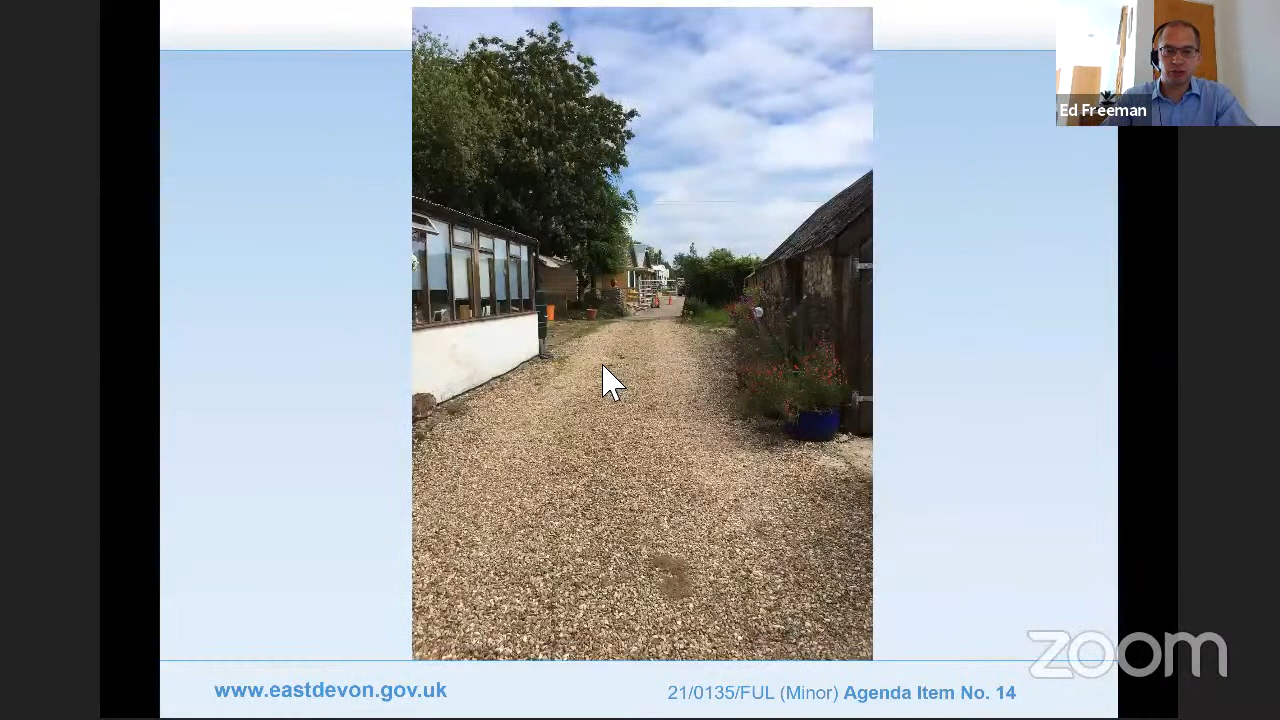 Ed Freeman
zoom
www.eastdevon.gov.uk
21/0135/FUL (Minor) Agenda Item No. 14